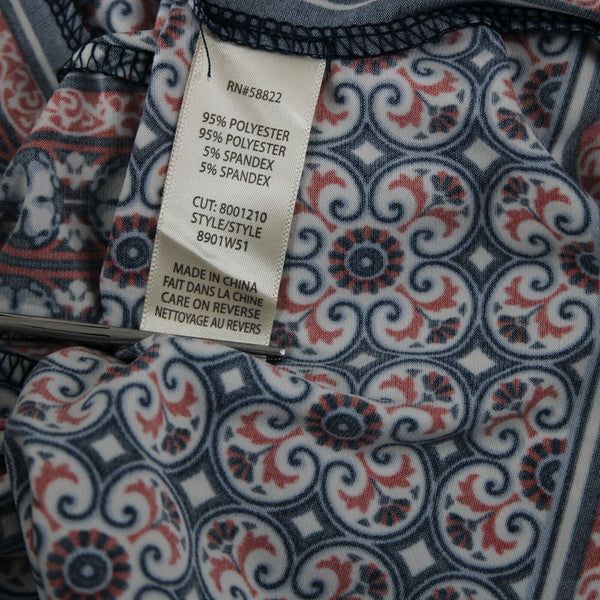 RN#58822
95% POLYESTER
95% POLYESTER
5% SPANDEX
5% SPANDEX
CUT: 8001210
STYLE/STYLE
8901W51
MADE IN CHINA
FAIT DANS LA CHINE
CARE ON REVERSE
NETTOYAGE AU REVERS